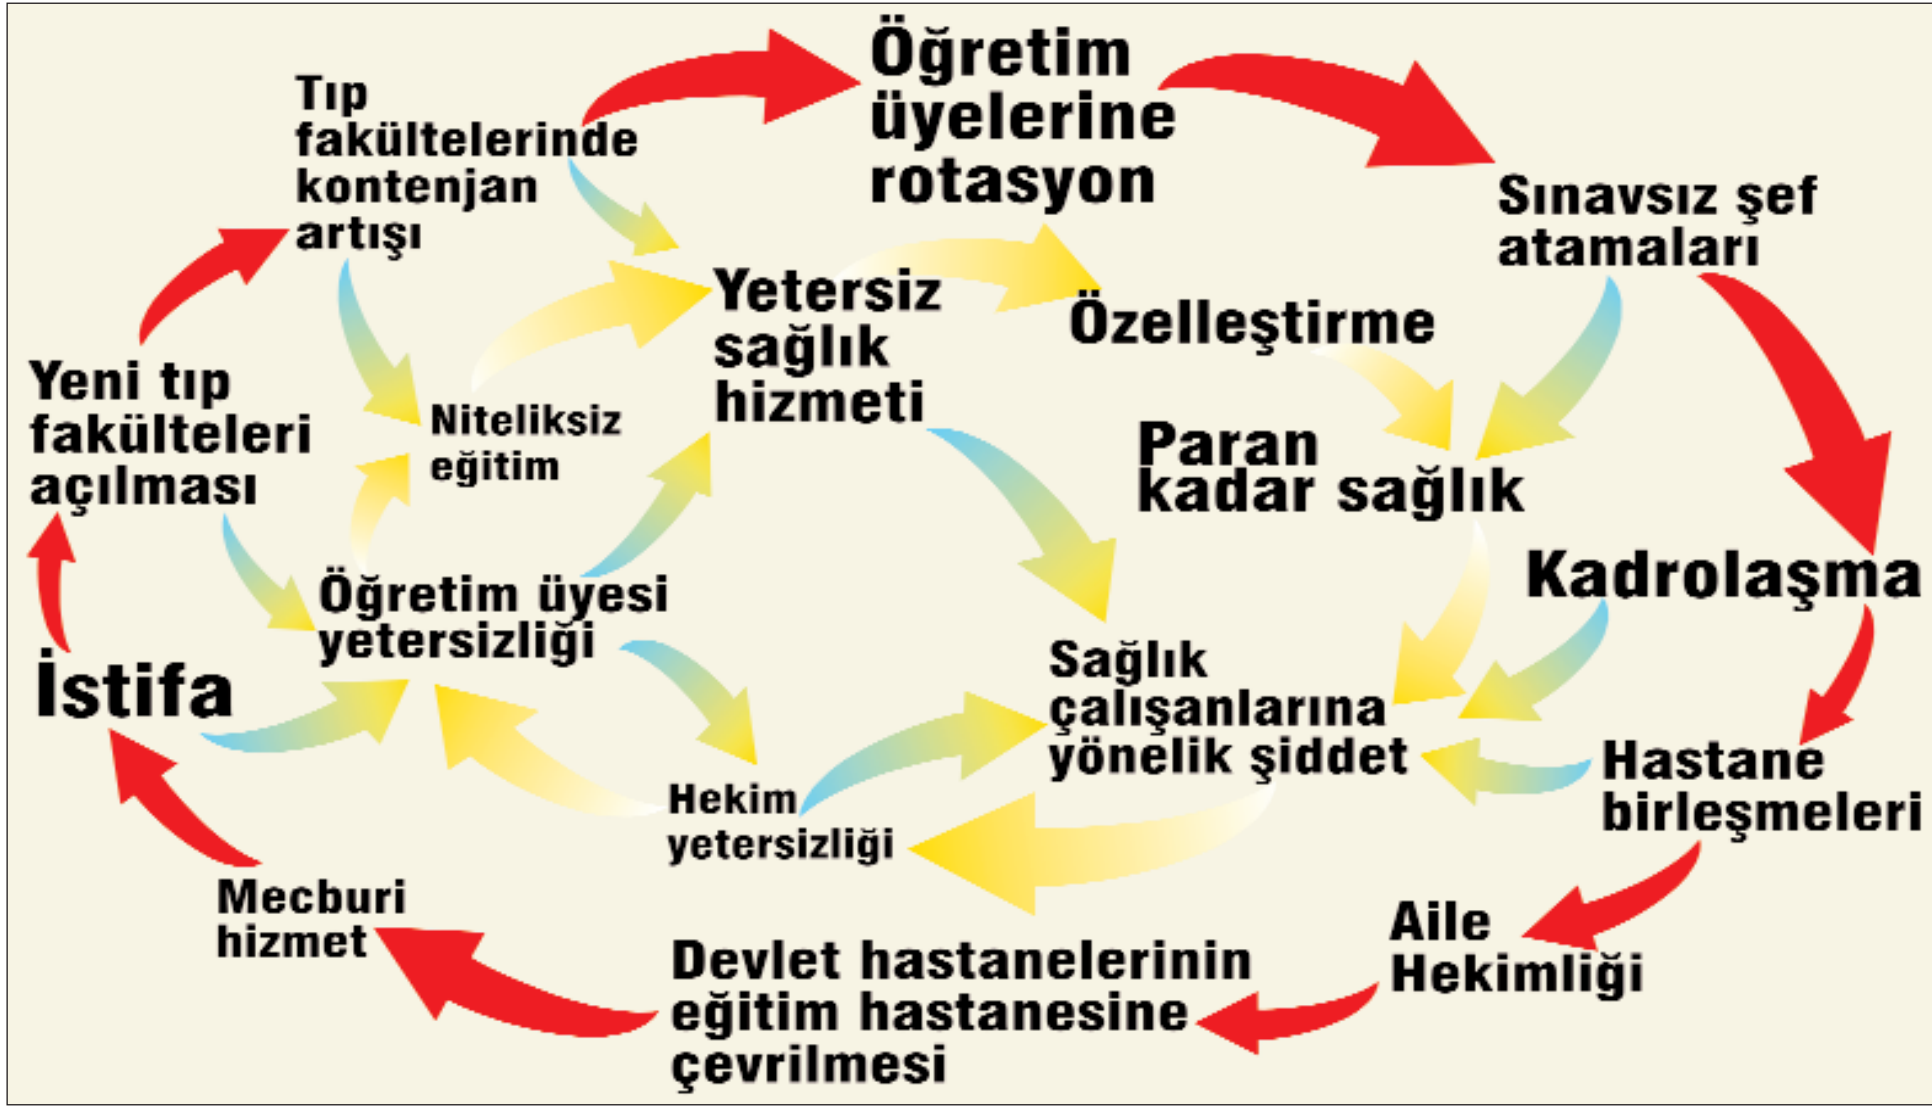 Öğretim
üyelerine
rotasyon
Tıp
fakültelerinde
kontenjan
artışı
Sınavsız şef
atamaları
Yetersiz
sağlık
hizmeti
Özelleştirme
Yeni tıp
fakülteleri
açılması
Niteliksiz
eğitim
Paran
kadar sağlık
Öğretim üyesi
yetersizliği
Kadrolaşma
İstifa
Sağlık
çalışanlarına
yönelik şiddet
Hekim
yetersizliği
Hastane
birleşmeleri
Mecburi
hizmet
Devlet hastanelerinin
eğitim hastanesine
çevrilmesi
Aile
Hekimliği